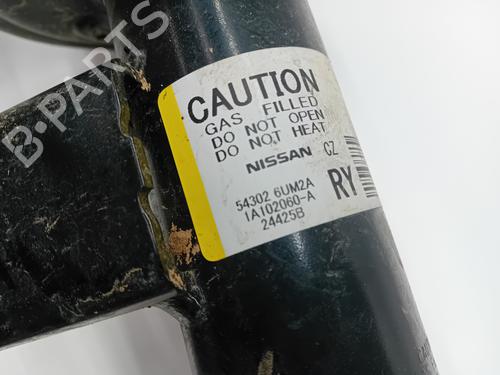 B-PARTS
CAUTION
GAS FILLED
DO NOT OPEN
DO NOT HEAT
NISSAN CZ
54302 6UM2A RY
1A102060-A
24425B